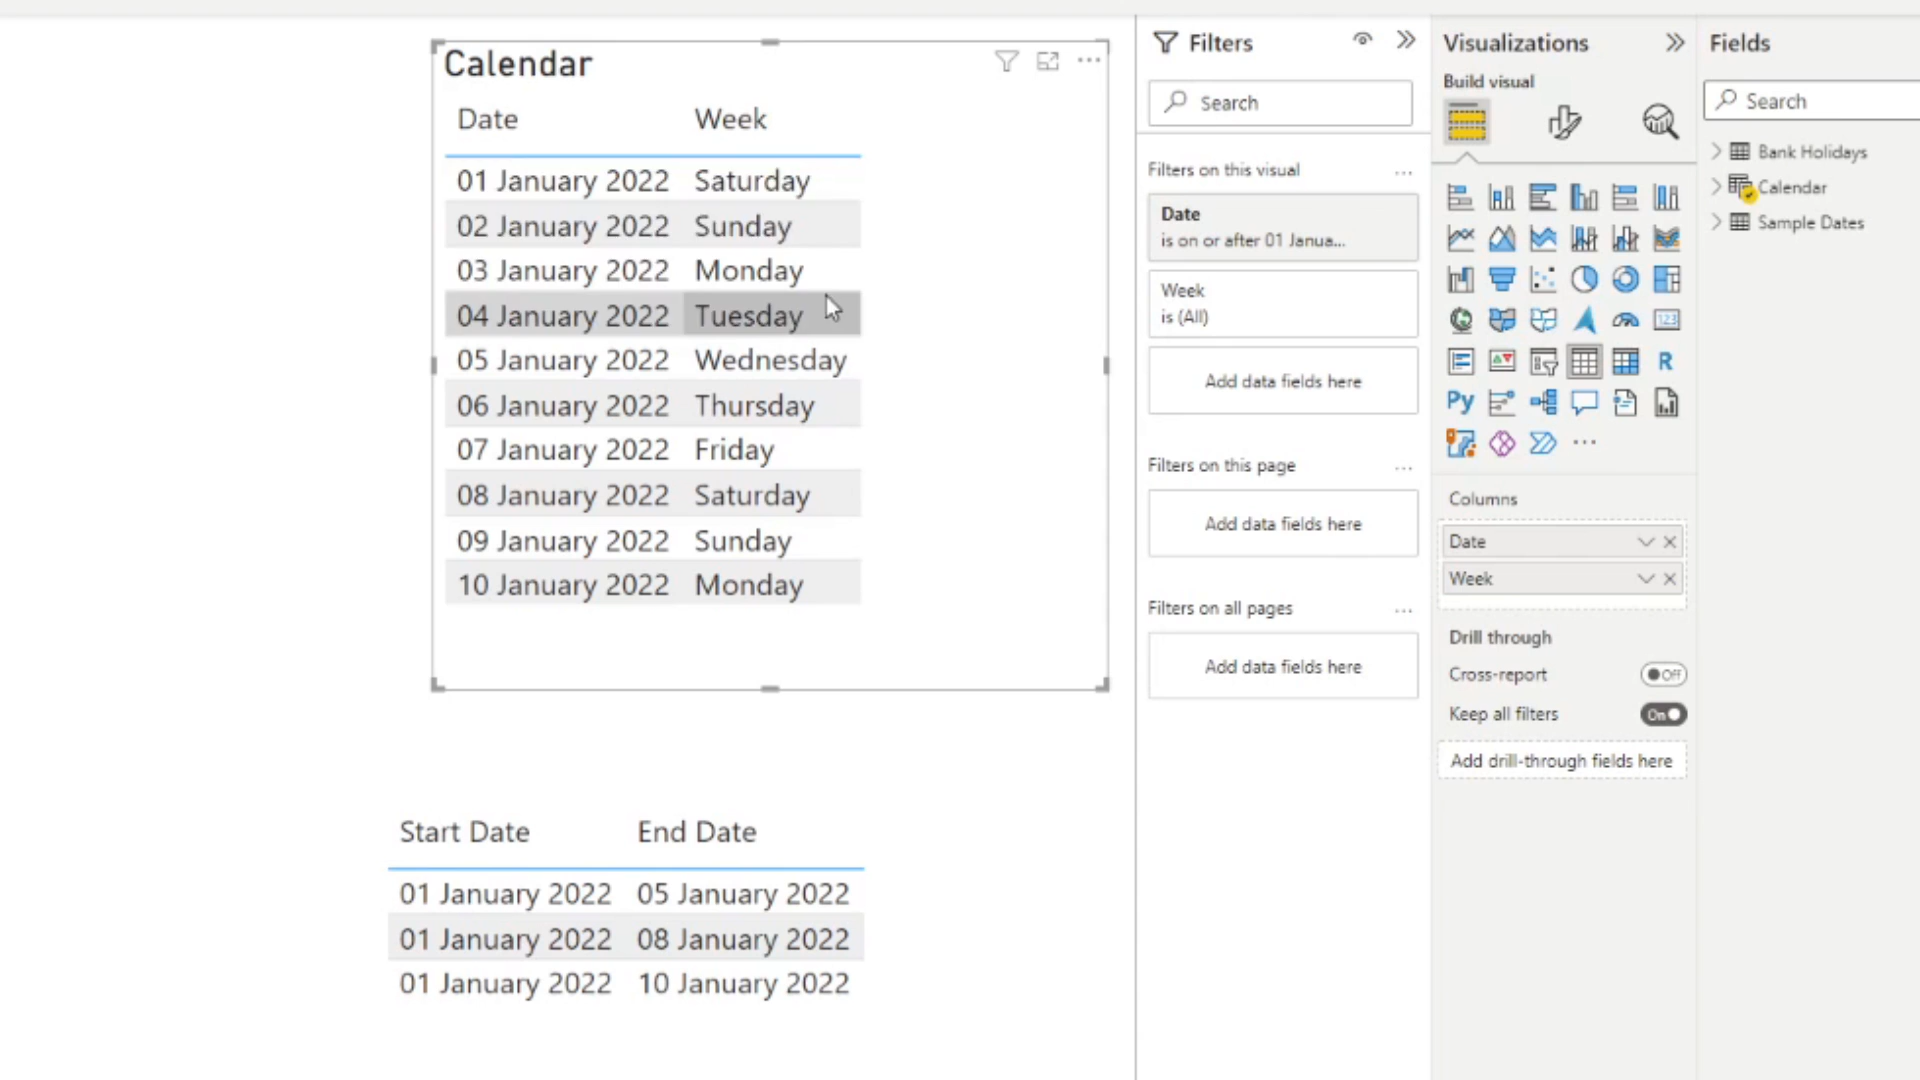 Calendar
Date Week
01 January 2022 Saturday
02 January 2022 Sunday
03 January 2022 Monday
04 January 2022 Tuesday
05 January 2022 Wednesday
06 January 2022 Thursday
07 January 2022 Friday
08 January 2022 Saturday
09 January 2022 Sunday
10 January 2022 Monday
Start Date End Date
01 January 2022 05 January 2022
01 January 2022 08 January 2022
01 January 2022 10 January 2022
Filters
Search
Filters on this visual ...
Date
is on or after 01 Janua...
Week
is (All)
Add data fields here
Filters on this page ...
Add data fields here
Filters on all pages ...
Add data fields here
Visualizations
Build visual
123
R
Py
...
Columns
Date
Week
Drill through
Cross-report Off
Keep all filters On
Add drill-through fields here
Fields
Search
Bank Holidays
Calendar
Sample Dates